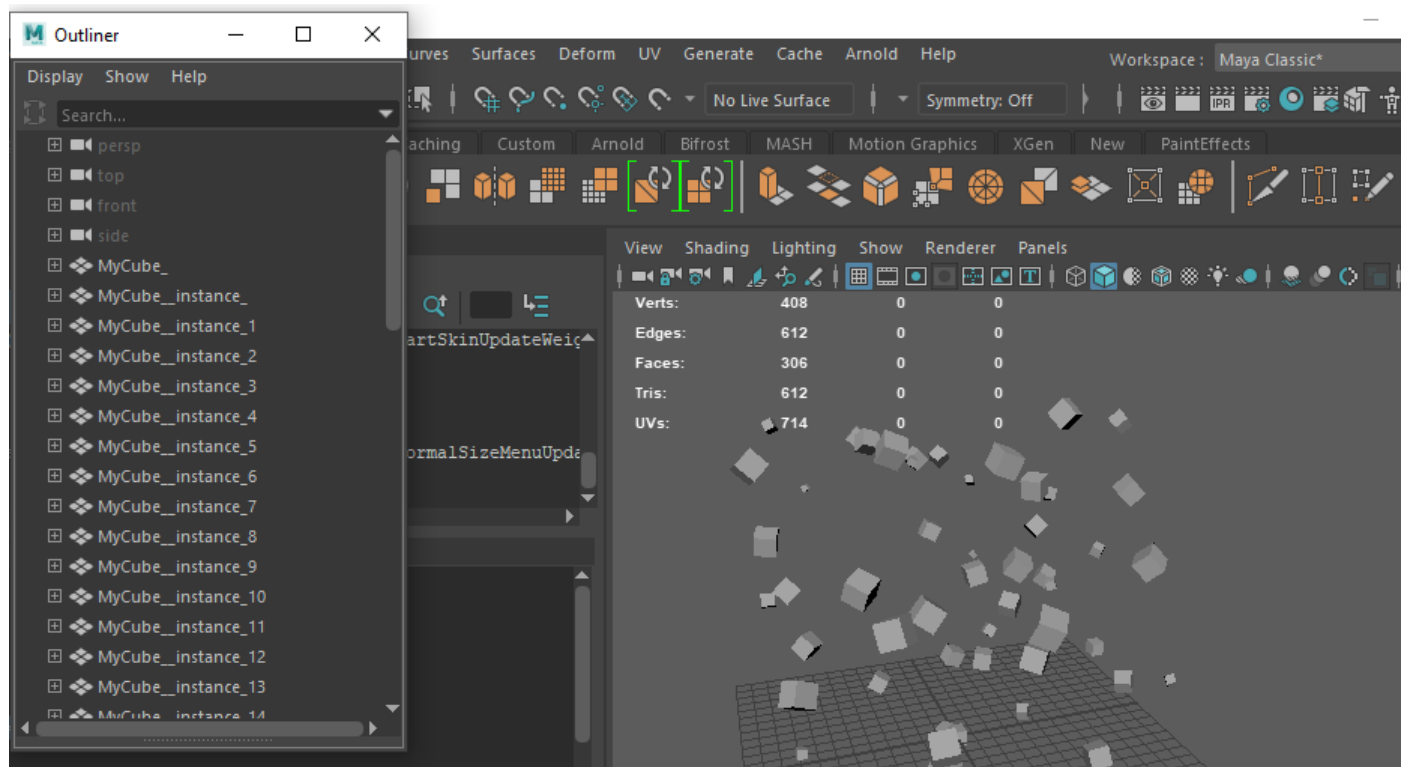 Outliner
Display Show Help
Search...
persp
top
front
side
MyCube_
MyCube__instance_
MyCube__instance_1
MyCube__instance_2
MyCube__instance_3
MyCube__instance_4
MyCube__instance_5
MyCube__instance_6
MyCube__instance_7
MyCube__instance_8
MyCube__instance_9
MyCube__instance_10
MyCube__instance_11
MyCube__instance_12
MyCube__instance_13
MyCube__instance_14
urves Surfaces Deform UV Generate Cache Arnold Help
Workspace: Maya Classic*
No Live Surface Symmetry: Off IPR
aching Custom Arnold Bifrost MASH Motion Graphics XGen New PaintEffects
artSkinUpdateWeig
ormalSizeMenuUpda
View Shading Lighting Show Renderer Panels
Verts: 408 0 0
Edges: 612 0 0
Faces: 306 0 0
Tris: 612 0 0
UVs: 714 0 0